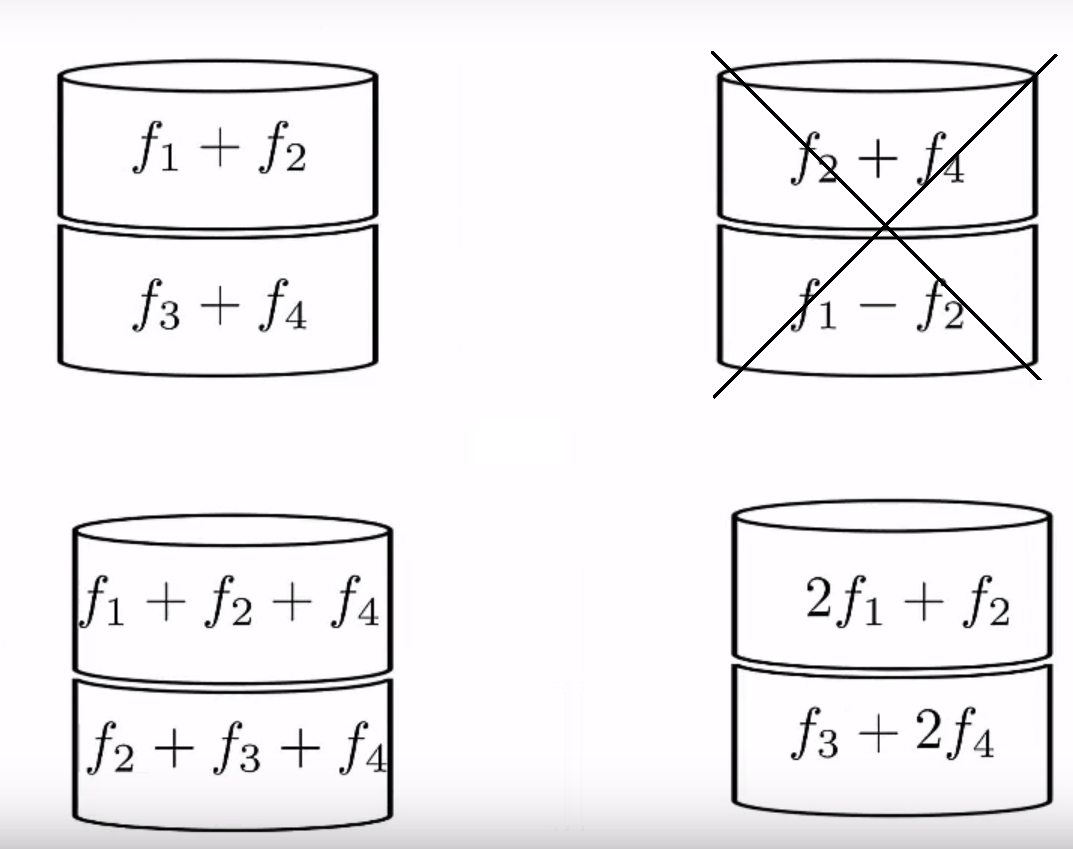 f₁ + f₂
f₃ + f₄
f₂ + f₄
f₁ − f₂
f₁ + f₂ + f₄
f₂ + f₃ + f₄
2f₁ + f₂
f₃ + 2f₄